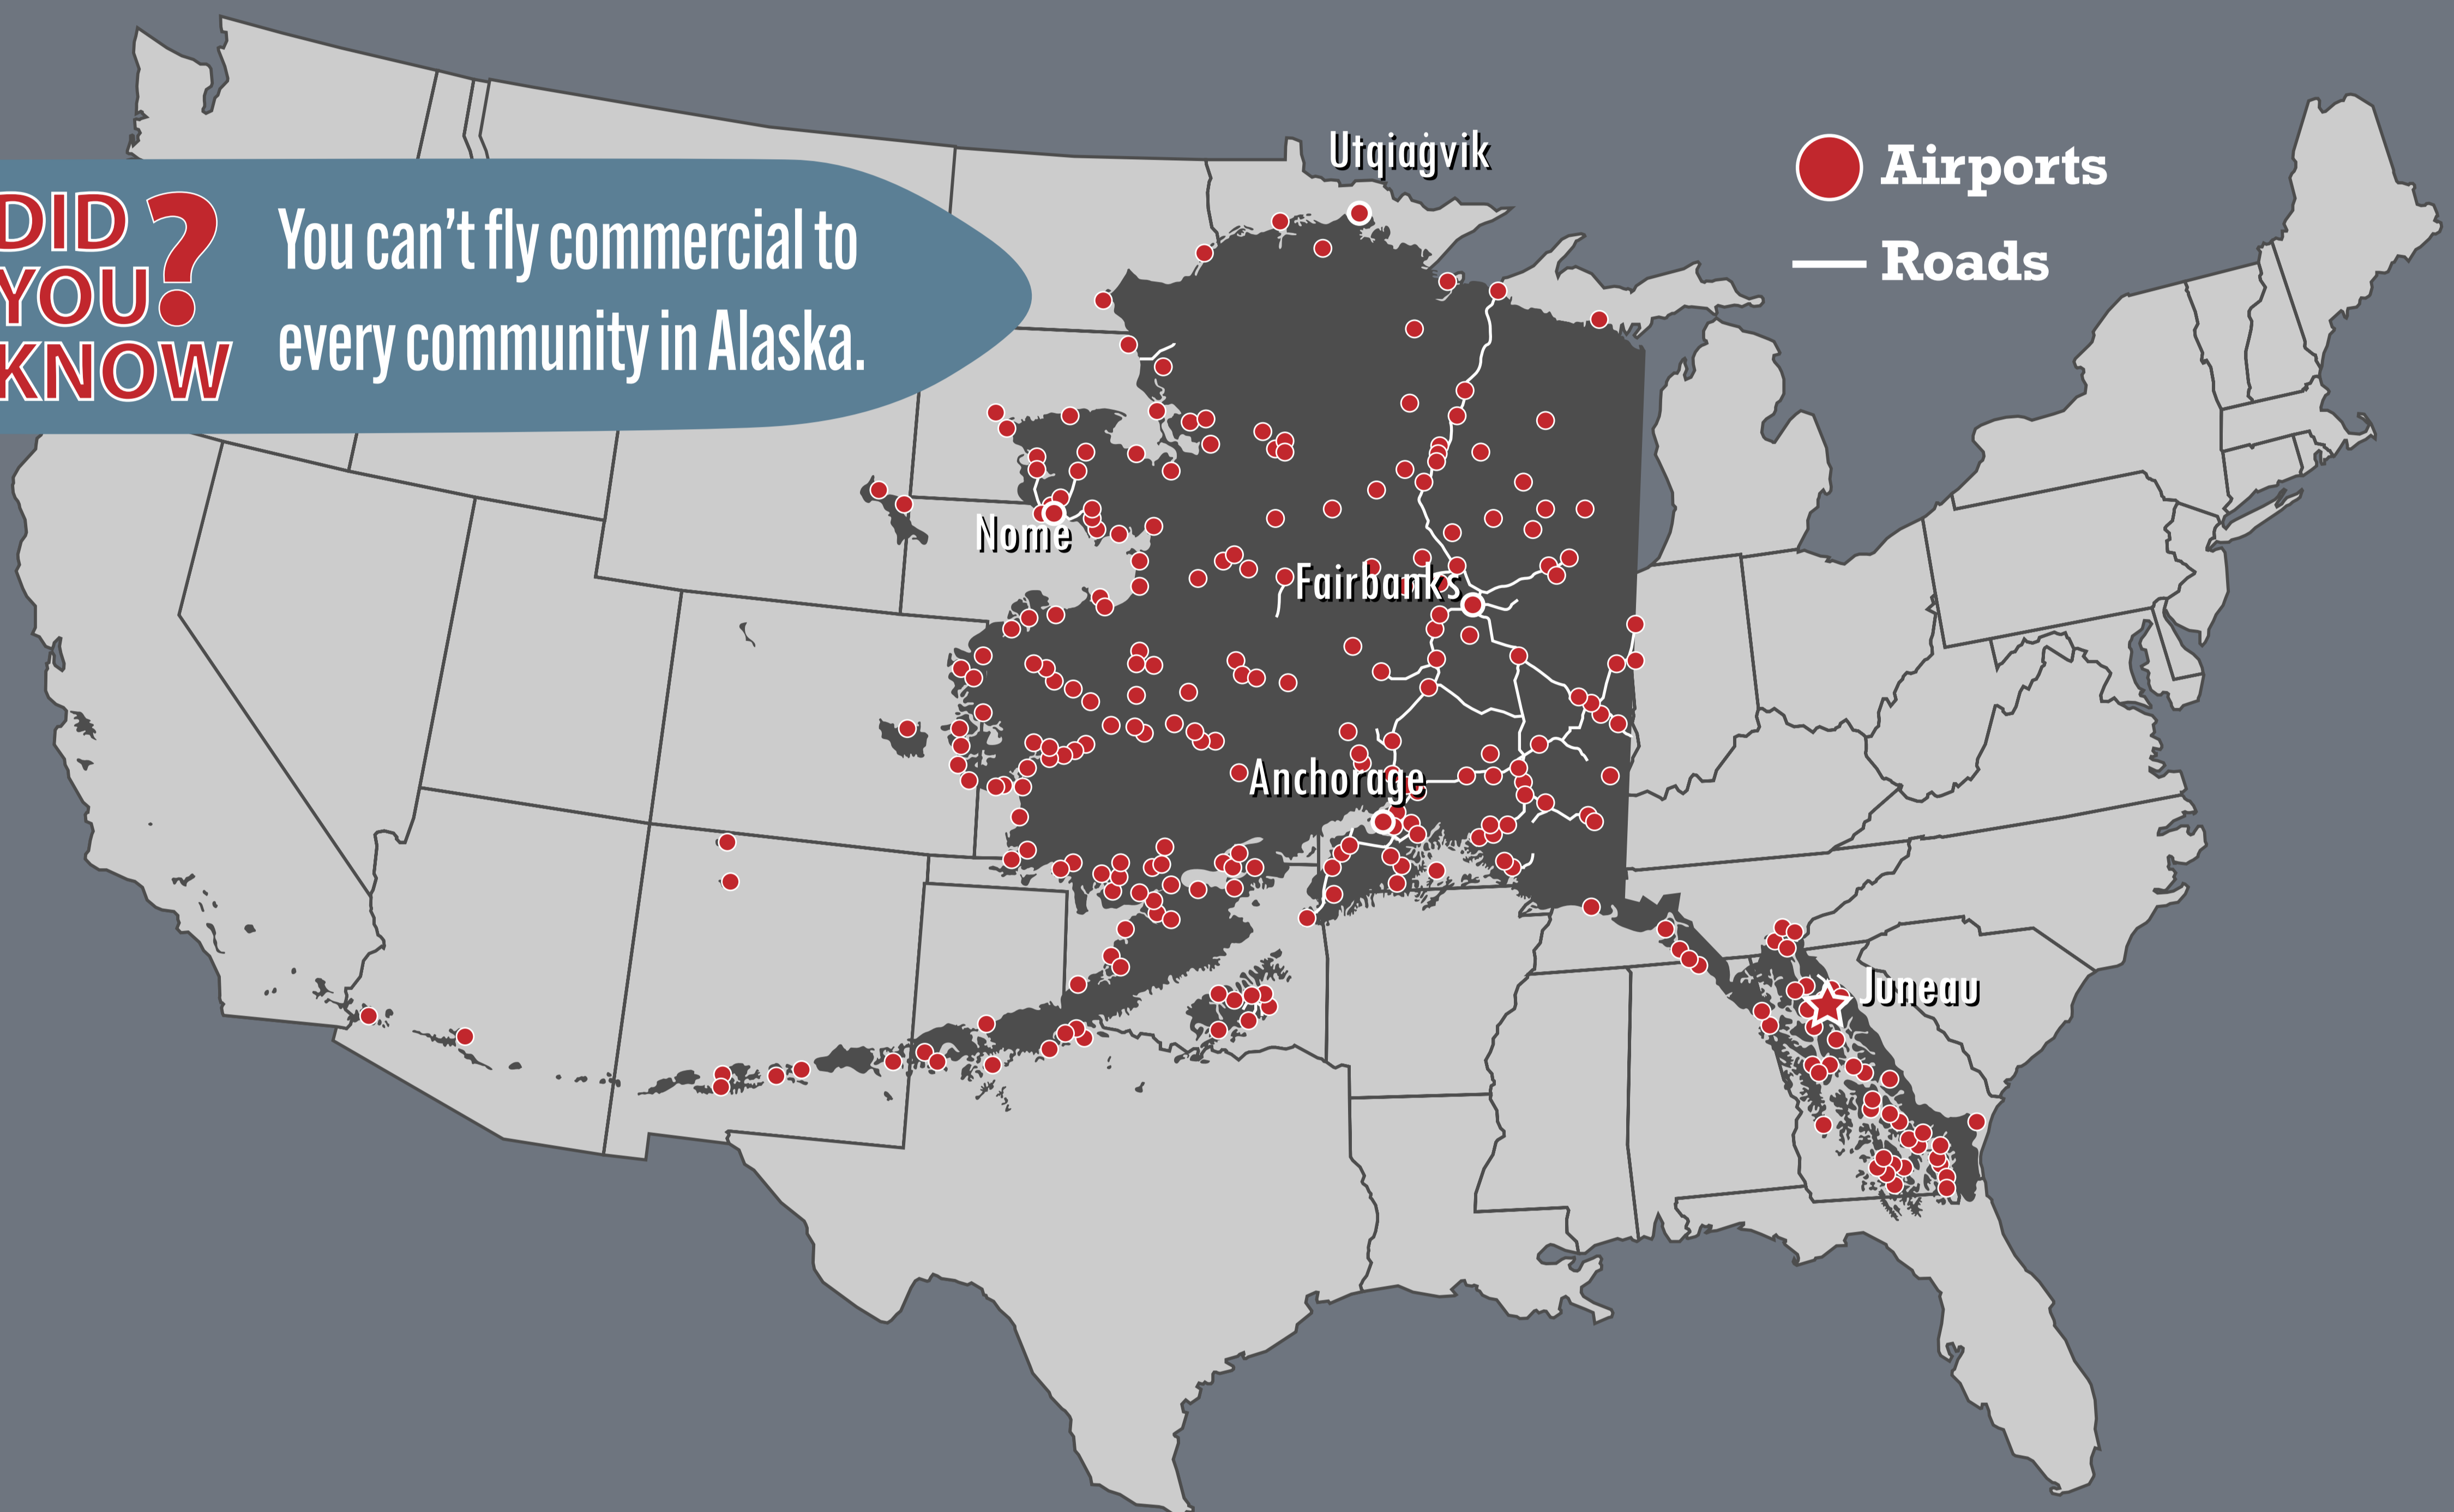 DID
YOU
KNOW
?
You can't fly commercial to
every community in Alaska.
Utqiaġvik
Airports
Roads
Nome
Fairbanks
Anchorage
Juneau